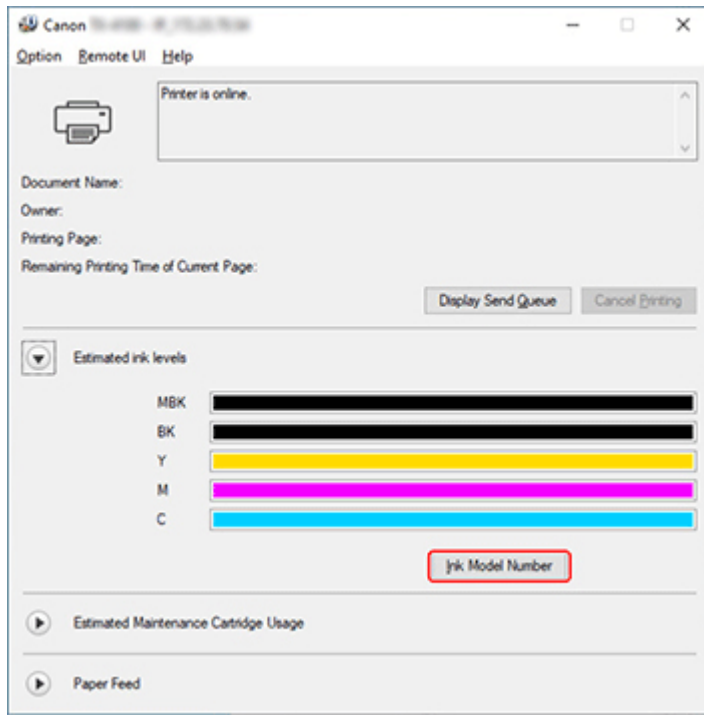 Canon
Option Remote UI Help
Printer is online.
Document Name:
Owner:
Printing Page:
Remaining Printing Time of Current Page:
Display Send Queue Cancel Printing
Estimated ink levels
MBK
BK
Y
M
C
Ink Model Number
Estimated Maintenance Cartridge Usage
Paper Feed